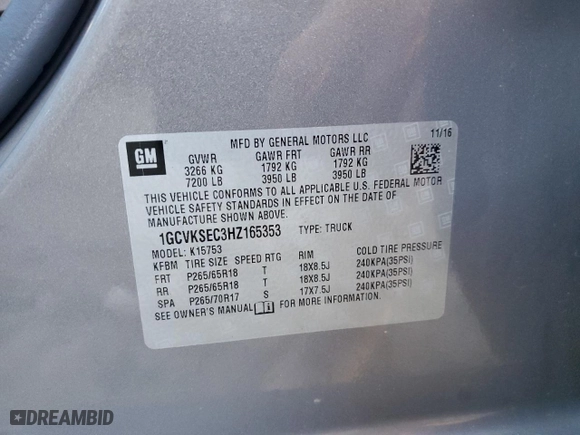 GM
MFD BY GENERAL MOTORS LLC 11/16
GVWR GAWR FRT GAWR RR
3266 KG 1792 KG 1792 KG
7200 LB 3950 LB 3950 LB
THIS VEHICLE CONFORMS TO ALL APPLICABLE U.S. FEDERAL MOTOR
VEHICLE SAFETY STANDARDS IN EFFECT ON THE DATE OF
MANUFACTURE SHOWN ABOVE.
1GCVKSEC3HZ165353 TYPE: TRUCK
MODEL: K15753
KFBM TIRE SIZE SPEED RTG RIM COLD TIRE PRESSURE
FRT P265/65R18 T 18X8.5J 240KPA(35PSI)
RR P265/65R18 T 18X8.5J 240KPA(35PSI)
SPA P265/70R17 S 17X7.5J 240KPA(35PSI)
SEE OWNER'S MANUAL FOR MORE INFORMATION.
DREAMBID